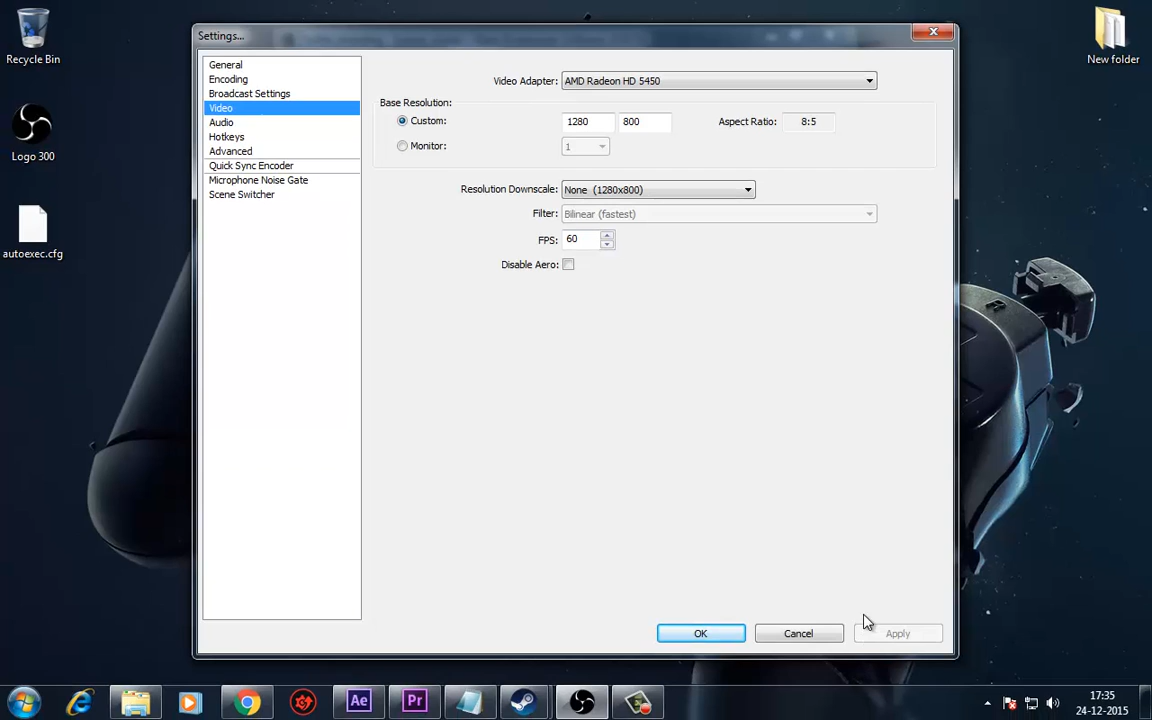 Recycle Bin
Logo 300
autoexec.cfg
New folder
Settings...
General
Encoding
Broadcast Settings
Video
Audio
Hotkeys
Advanced
Quick Sync Encoder
Microphone Noise Gate
Scene Switcher
Video Adapter: AMD Radeon HD 5450
Base Resolution:
Custom: 1280 800 Aspect Ratio: 8:5
Monitor: 1
Resolution Downscale: None (1280x800)
Filter: Bilinear (fastest)
FPS: 60
Disable Aero:
OK Cancel Apply
Ae Pr
17:35
24-12-2015